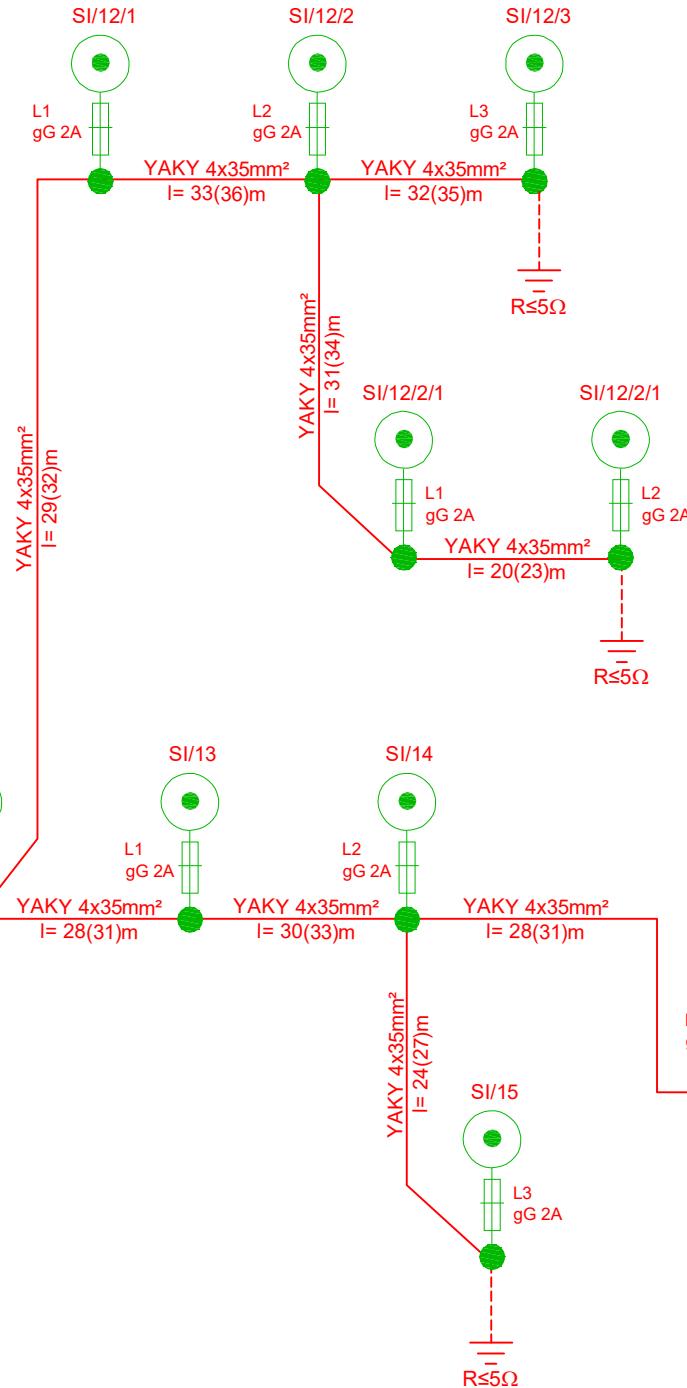 SI/12/1
SI/12/2
SI/12/3
L1
gG 2A
L2
gG 2A
L3
gG 2A
YAKY 4x35mm²
l= 33(36)m
YAKY 4x35mm²
l= 32(35)m
R≤5Ω
YAKY 4x35mm²
l= 31(34)m
SI/12/2/1
SI/12/2/1
L1
gG 2A
L2
gG 2A
YAKY 4x35mm²
l= 29(32)m
YAKY 4x35mm²
l= 20(23)m
R≤5Ω
SI/13
SI/14
L1
gG 2A
L2
gG 2A
YAKY 4x35mm²
l= 28(31)m
YAKY 4x35mm²
l= 30(33)m
YAKY 4x35mm²
l= 28(31)m
YAKY 4x35mm²
l= 24(27)m
SI/15
L3
gG 2A
R≤5Ω